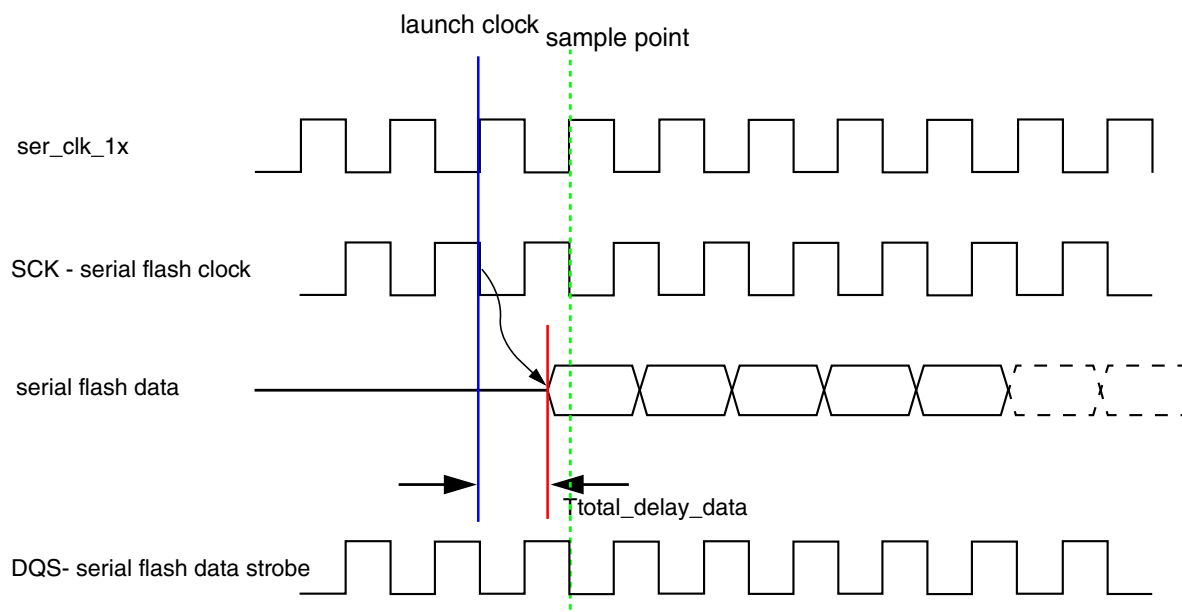 launch clock
sample point
ser_clk_1x
SCK - serial flash clock
serial flash data
Ttotal_delay_data
DQS- serial flash data strobe